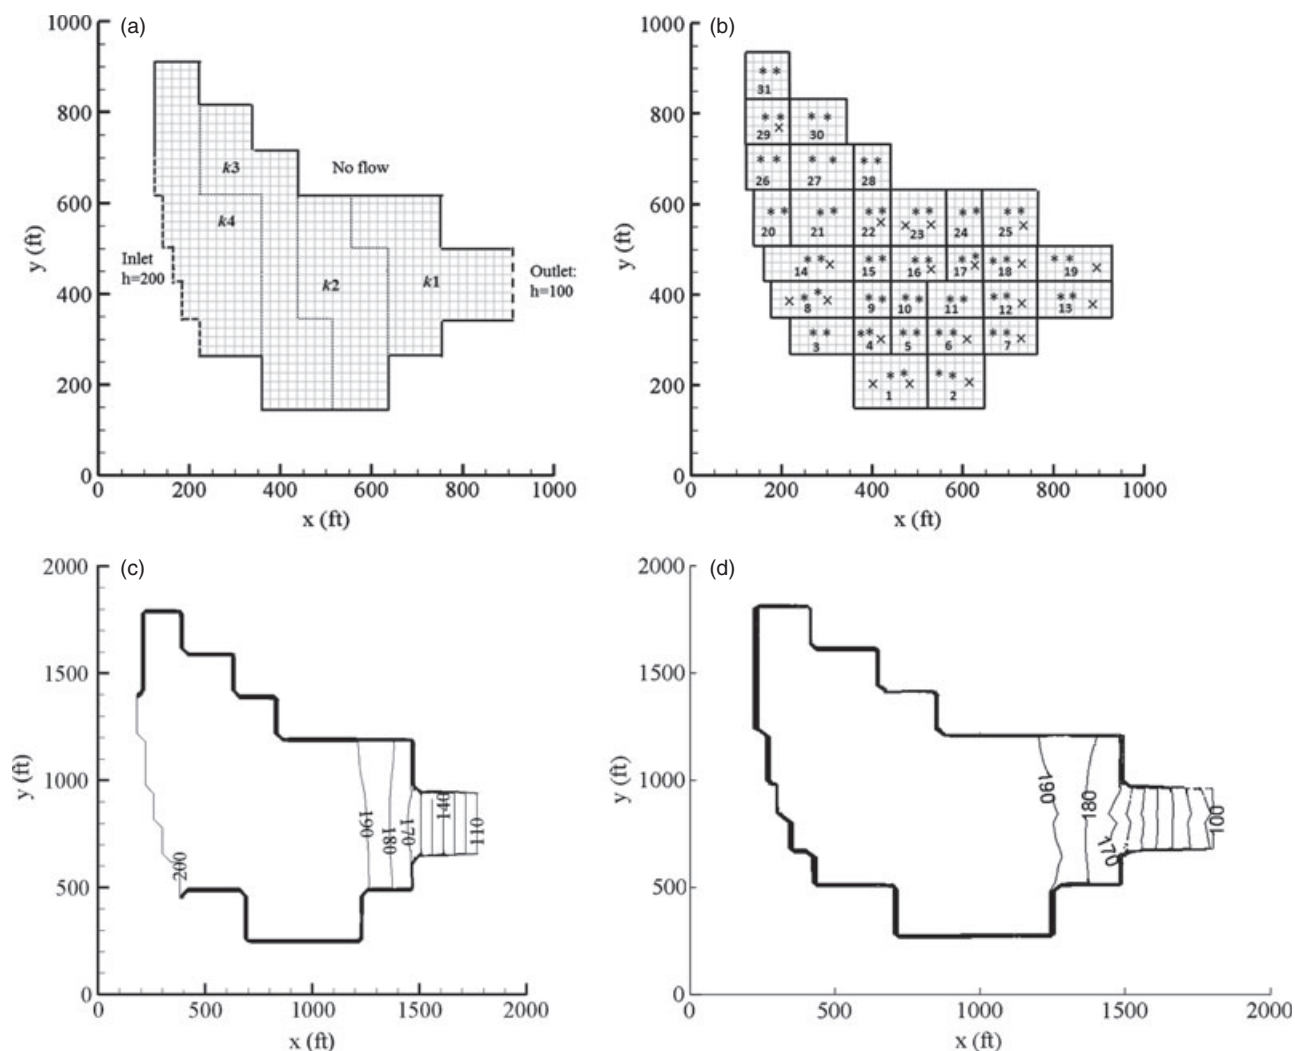 (a)
1000
800
600
400
200
0
y (ft)
k3
No flow
k4
Inlet
h=200
k2
k1
Outlet:
h=100
0 200 400 600 800 1000
x (ft)
(b)
1000
800
600
400
200
0
y (ft)
31
29 30
26 27 28
20 21 22 23 24 25
14 15 16 17 18 19
8 9 10 11 12 13
3 4 5 6 7
1 2
0 200 400 600 800 1000
x (ft)
(c)
2000
1500
1000
500
0
y (ft)
200
190
180
170
140
110
0 500 1000 1500 2000
x (ft)
(d)
2000
1500
1000
500
0
y (ft)
190
180
170
100
0 500 1000 1500 2000
x (ft)